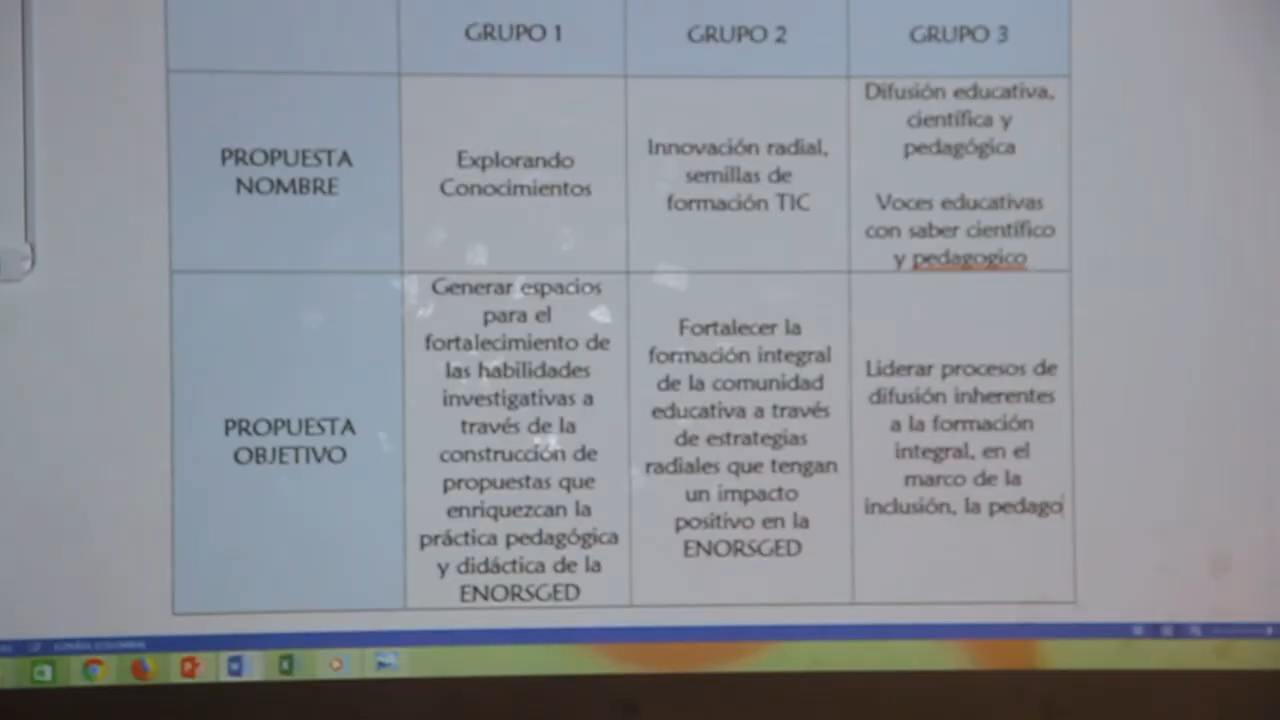 GRUPO 1
GRUPO 2
GRUPO 3
PROPUESTA
NOMBRE
Explorando
Conocimientos
Innovación radial,
semillas de
formación TIC
Difusión educativa,
científica y
pedagógica
Voces educativas
con saber científico
y pedagogico
PROPUESTA
OBJETIVO
Generar espacios
para el
fortalecimiento de
las habilidades
investigativas a
través de la
construcción de
propuestas que
enriquezcan la
práctica pedagógica
y didáctica de la
ENORSGED
Fortalecer la
formación integral
de la comunidad
educativa a través
de estrategias
radiales que tengan
un impacto
positivo en la
ENORSGED
Liderar procesos de
difusión inherentes
a la formación
integral, en el
marco de la
inclusión, la pedago